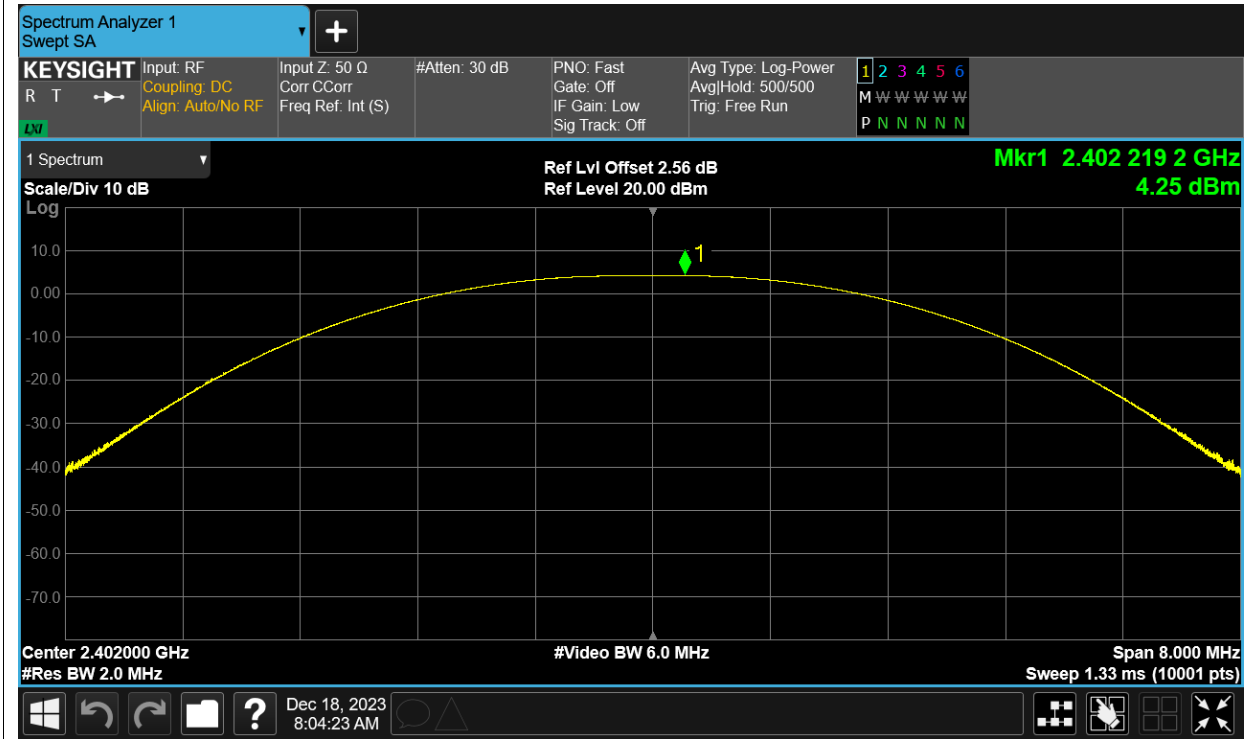 Spectrum Analyzer 1
Swept SA
+
KEYSIGHT
R T
LXI
Input: RF
Coupling: DC
Align: Auto/No RF
Input Z: 50 Ω
Corr CCorr
Freq Ref: Int (S)
#Atten: 30 dB
PNO: Fast
Gate: Off
IF Gain: Low
Sig Track: Off
Avg Type: Log-Power
Avg|Hold: 500/500
Trig: Free Run
1 2 3 4 5 6
M W W W W W
P N N N N N
1 Spectrum
Scale/Div 10 dB
Log
Ref Lvl Offset 2.56 dB
Ref Level 20.00 dBm
Mkr1 2.402 219 2 GHz
4.25 dBm
1
10.0
0.00
-10.0
-20.0
-30.0
-40.0
-50.0
-60.0
-70.0
Center 2.402000 GHz
#Video BW 6.0 MHz
Span 8.000 MHz
#Res BW 2.0 MHz
Sweep 1.33 ms (10001 pts)
?
Dec 18, 2023
8:04:23 AM